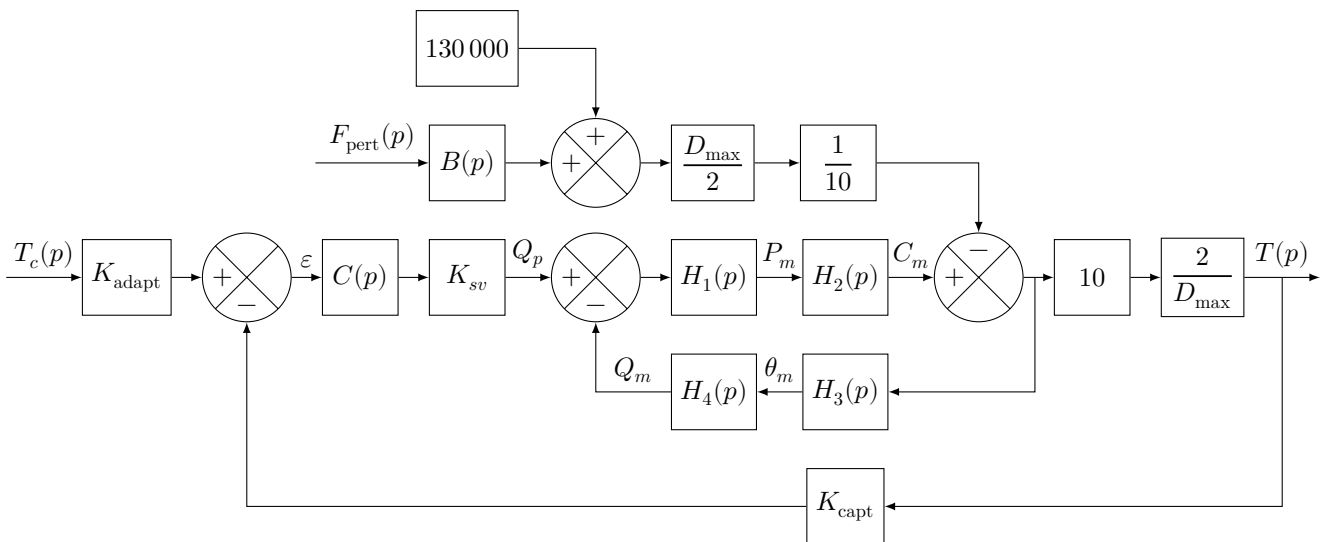 130 000
+
F_pert(p)
B(p)
+
D_max
2
1
10
T_c(p)
K_adapt
+
−
ε
C(p)
K_sv
Q_p
+
−
H_1(p)
P_m
H_2(p)
C_m
−
+
10
2
D_max
T(p)
Q_m
H_4(p)
θ_m
H_3(p)
K_capt